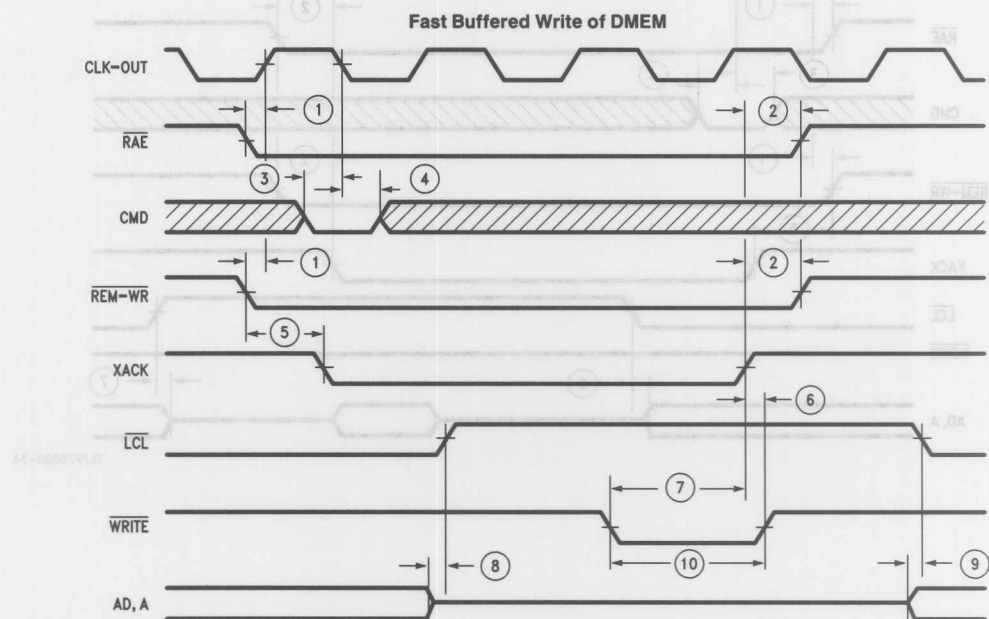 Fast Buffered Write of DMEM
CLK-OUT
1
2
RAE
3
4
CMD
1
2
REM-WR
5
XACK
6
LCL
7
WRITE
10
8
9
AD, A